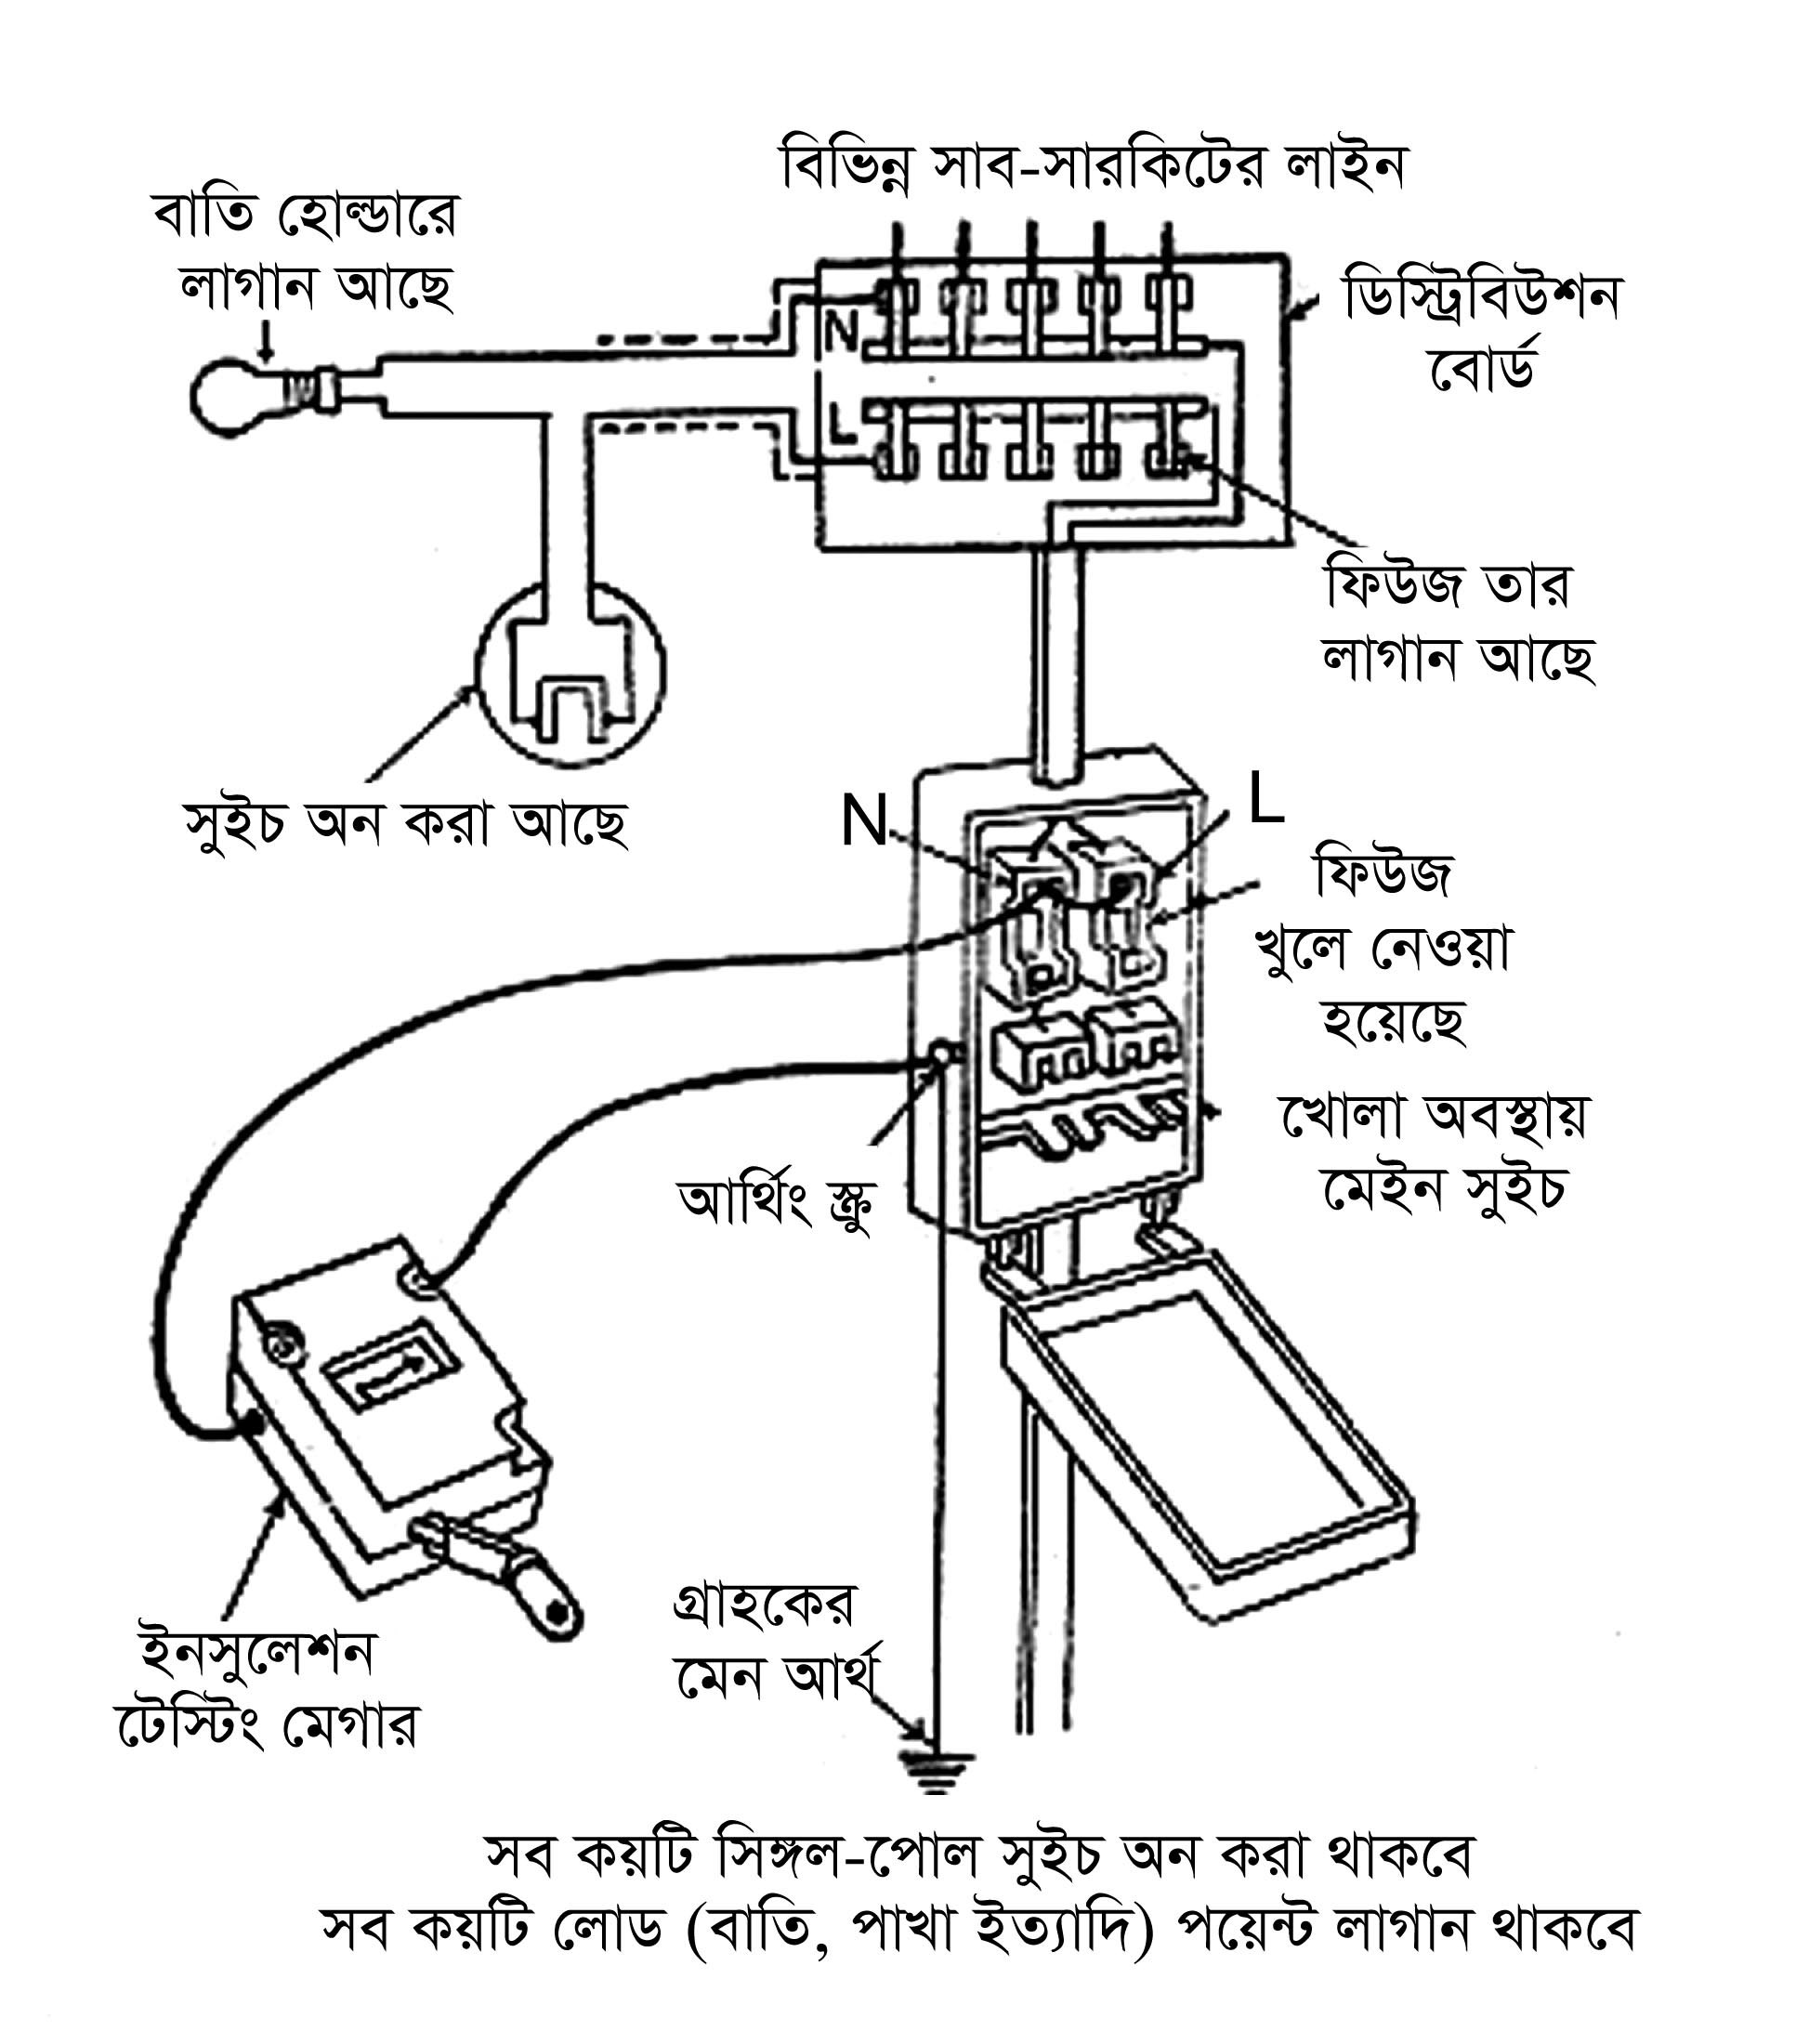 বিভিন্ন সাব-সারকিটের লাইন
বাতি হোল্ডারে
লাগান আছে
ডিস্ট্রিবিউশন
বোর্ড
N
L
ফিউজ তার
লাগান আছে
সুইচ অন করা আছে
N
L
ফিউজ
খুলে নেওয়া
হয়েছে
খোলা অবস্থায়
মেইন সুইচ
আর্থিং স্ক্রু
ইনসুলেশন
টেস্টিং মেগার
গ্রাহকের
মেন আর্থ
সব কয়টি সিঙ্গল-পোল সুইচ অন করা থাকবে
সব কয়টি লোড (বাতি, পাখা ইত্যাদি) পয়েন্ট লাগান থাকবে